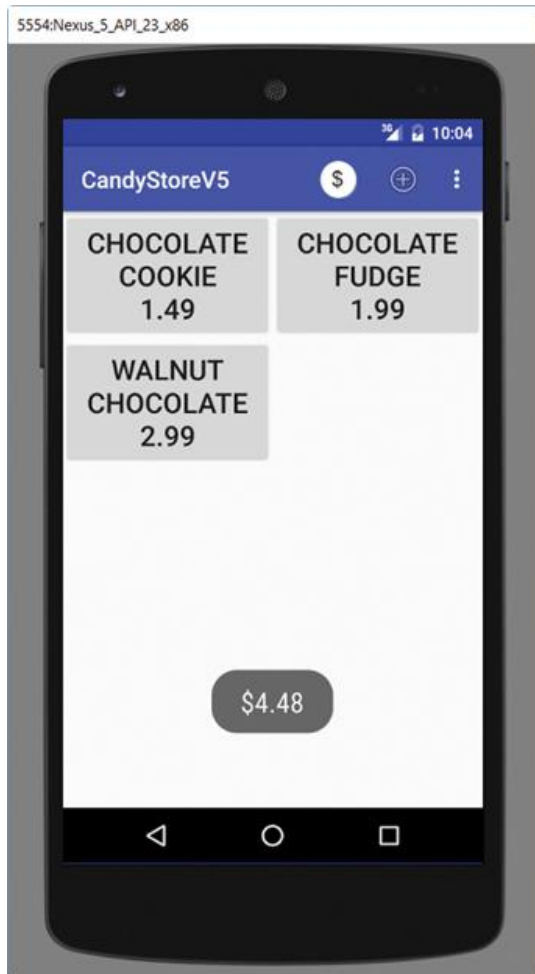 5554:Nexus_5_API_23_x86
3G 10:04
CandyStoreV5 $
CHOCOLATE
COOKIE
1.49
CHOCOLATE
FUDGE
1.99
WALNUT
CHOCOLATE
2.99
$4.48